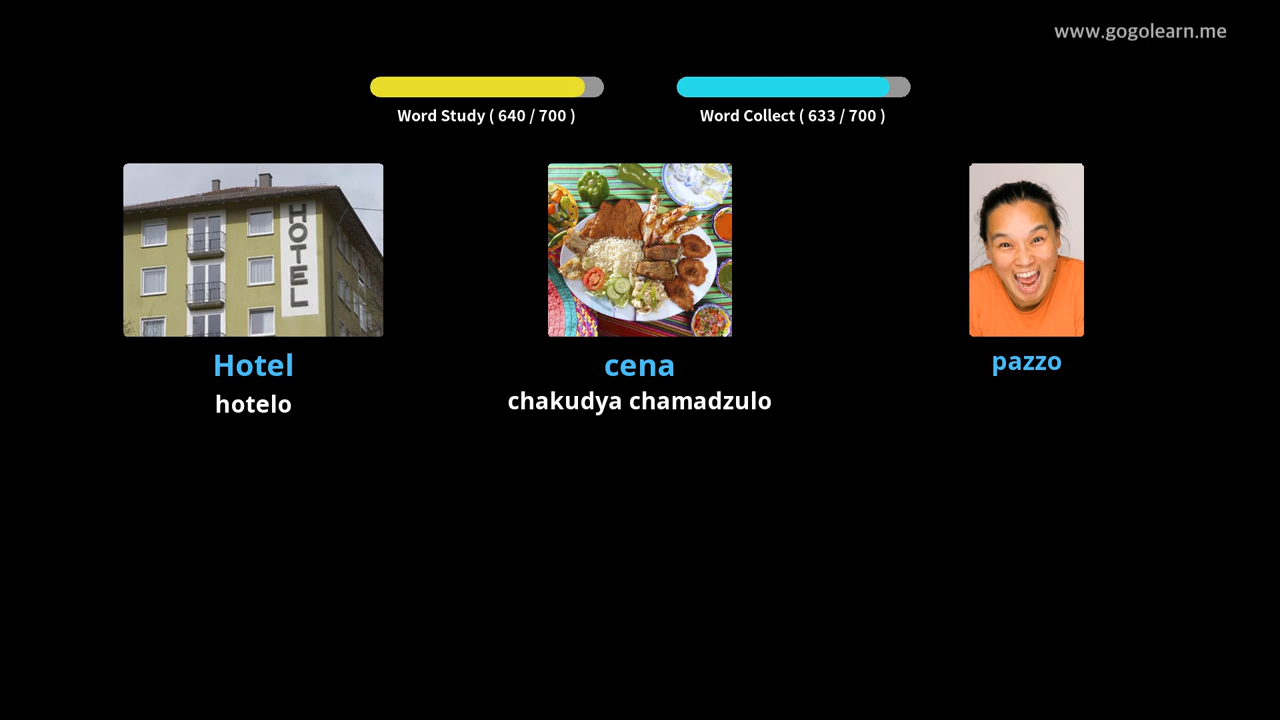 www.gogolearn.me
Word Study ( 640 / 700 )
Word Collect ( 633 / 700 )
HOTEL
Hotel
cena
pazzo
hotelo
chakudya chamadzulo